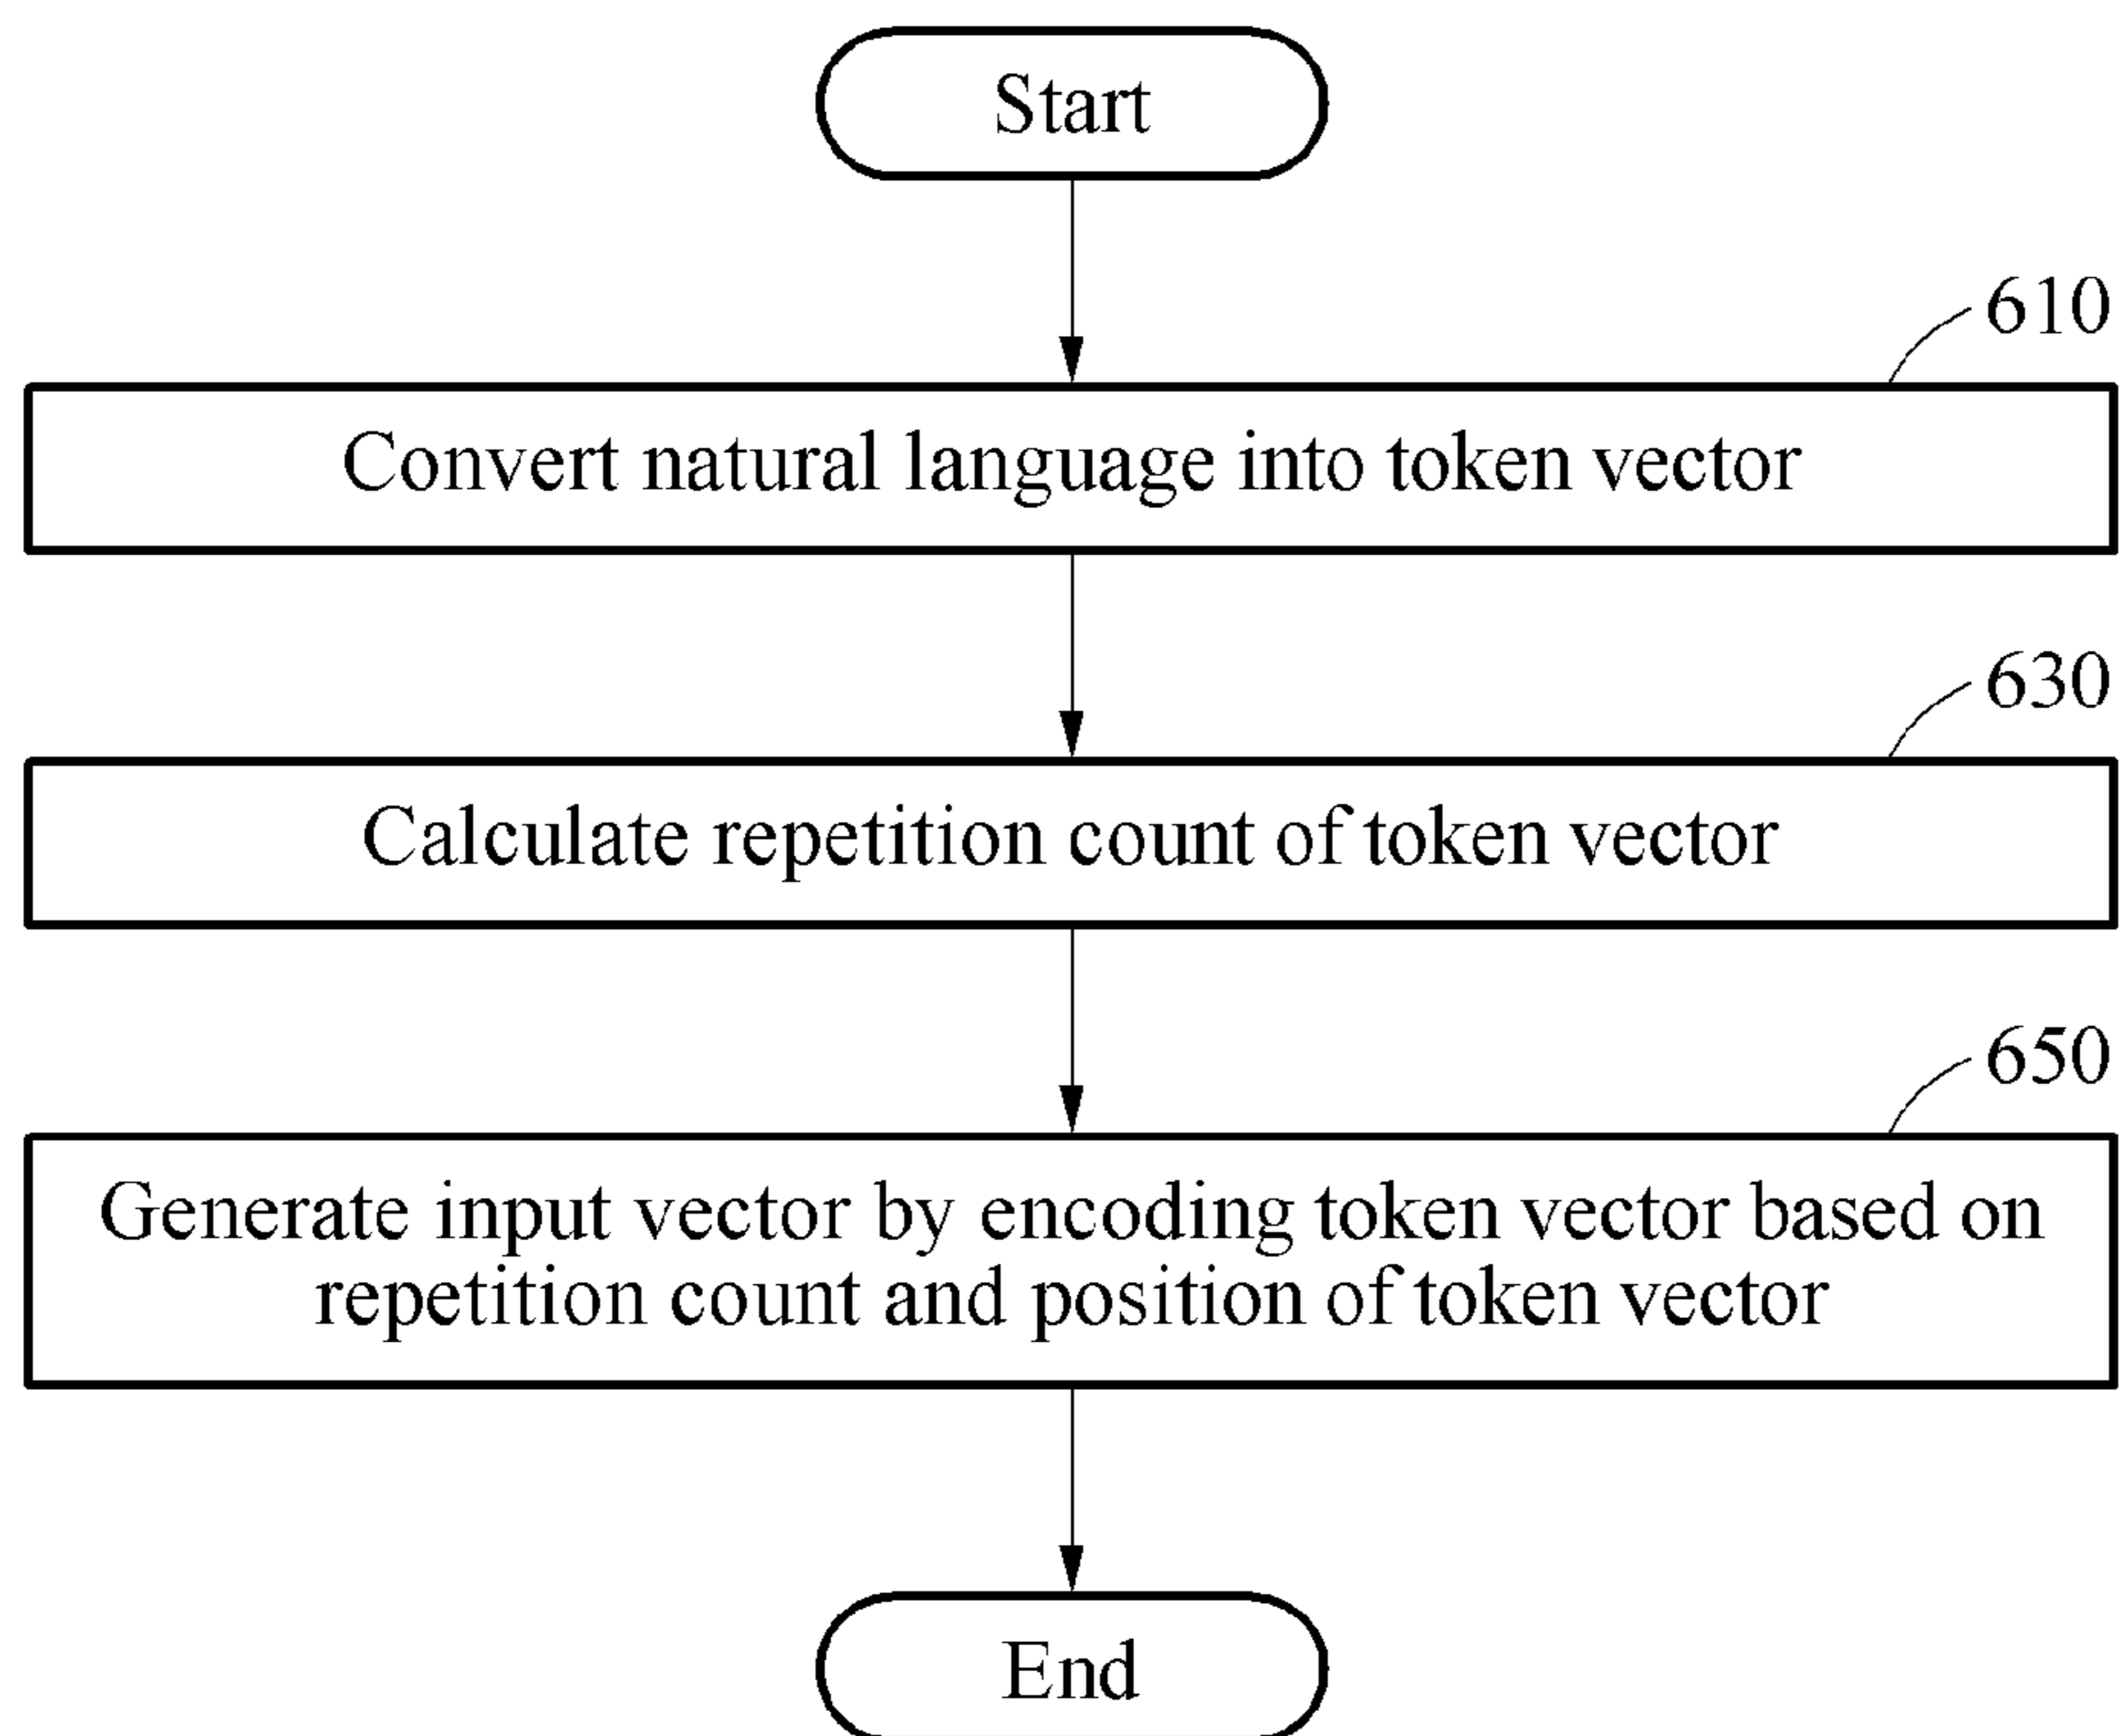 Start
610
Convert natural language into token vector
630
Calculate repetition count of token vector
650
Generate input vector by encoding token vector based on
repetition count and position of token vector
End